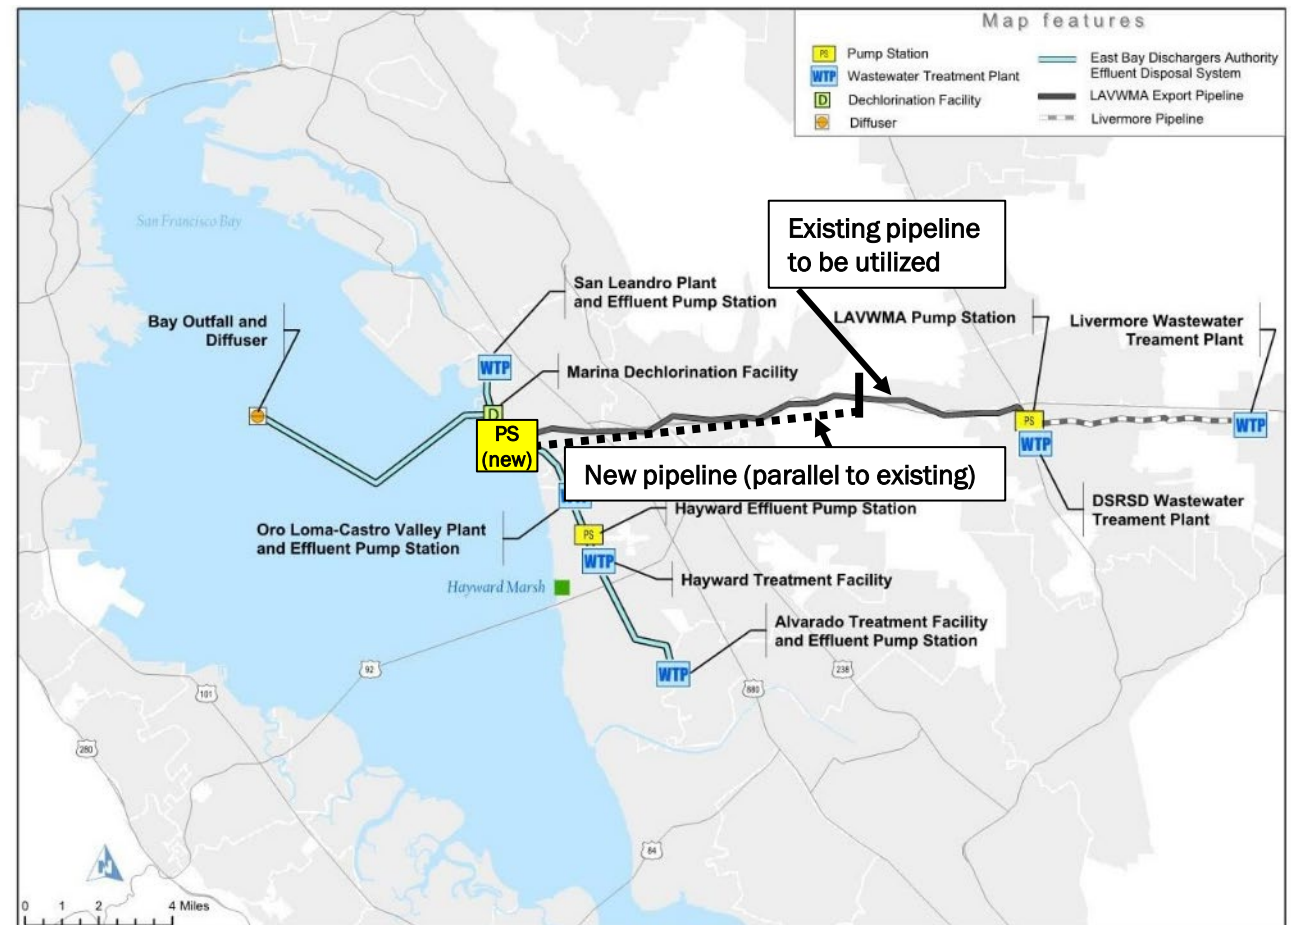 Map features
PS Pump Station
WTP Wastewater Treatment Plant
D Dechlorination Facility
Diffuser
East Bay Dischargers Authority
Effluent Disposal System
LAVWMA Export Pipeline
Livermore Pipeline
San Francisco Bay
Existing pipeline
to be utilized
San Leandro Plant
and Effluent Pump Station
Bay Outfall and
Diffuser
LAVWMA Pump Station
Livermore Wastewater
Treament Plant
WTP
Marina Dechlorination Facility
D
PS
(new)
PS
WTP
WTP
New pipeline (parallel to existing)
DSRSD Wastewater
Treament Plant
Hayward Effluent Pump Station
Oro Loma-Castro Valley Plant
and Effluent Pump Station
PS
WTP
Hayward Treatment Facility
Hayward Marsh
Alvarado Treatment Facility
and Effluent Pump Station
WTP
92
238
101
880
280
84
N
0 1 2 4 Miles